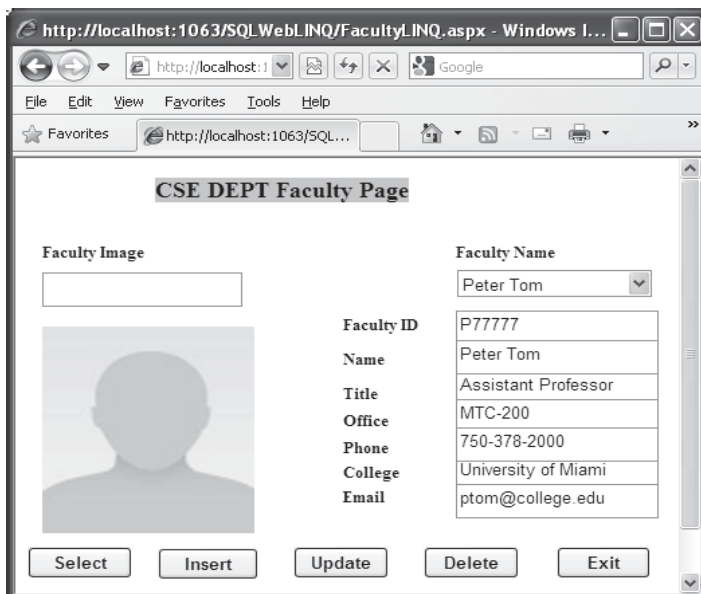 http://localhost:1063/SQLWebLINQ/FacultyLINQ.aspx - Windows I...
http://localhost:1
Google
File Edit View Favorites Tools Help
Favorites
http://localhost:1063/SQL...
»
CSE DEPT Faculty Page
Faculty Image
Faculty Name
Peter Tom
Faculty ID P77777
Name Peter Tom
Title Assistant Professor
Office MTC-200
Phone 750-378-2000
College University of Miami
Email ptom@college.edu
Select Insert Update Delete Exit